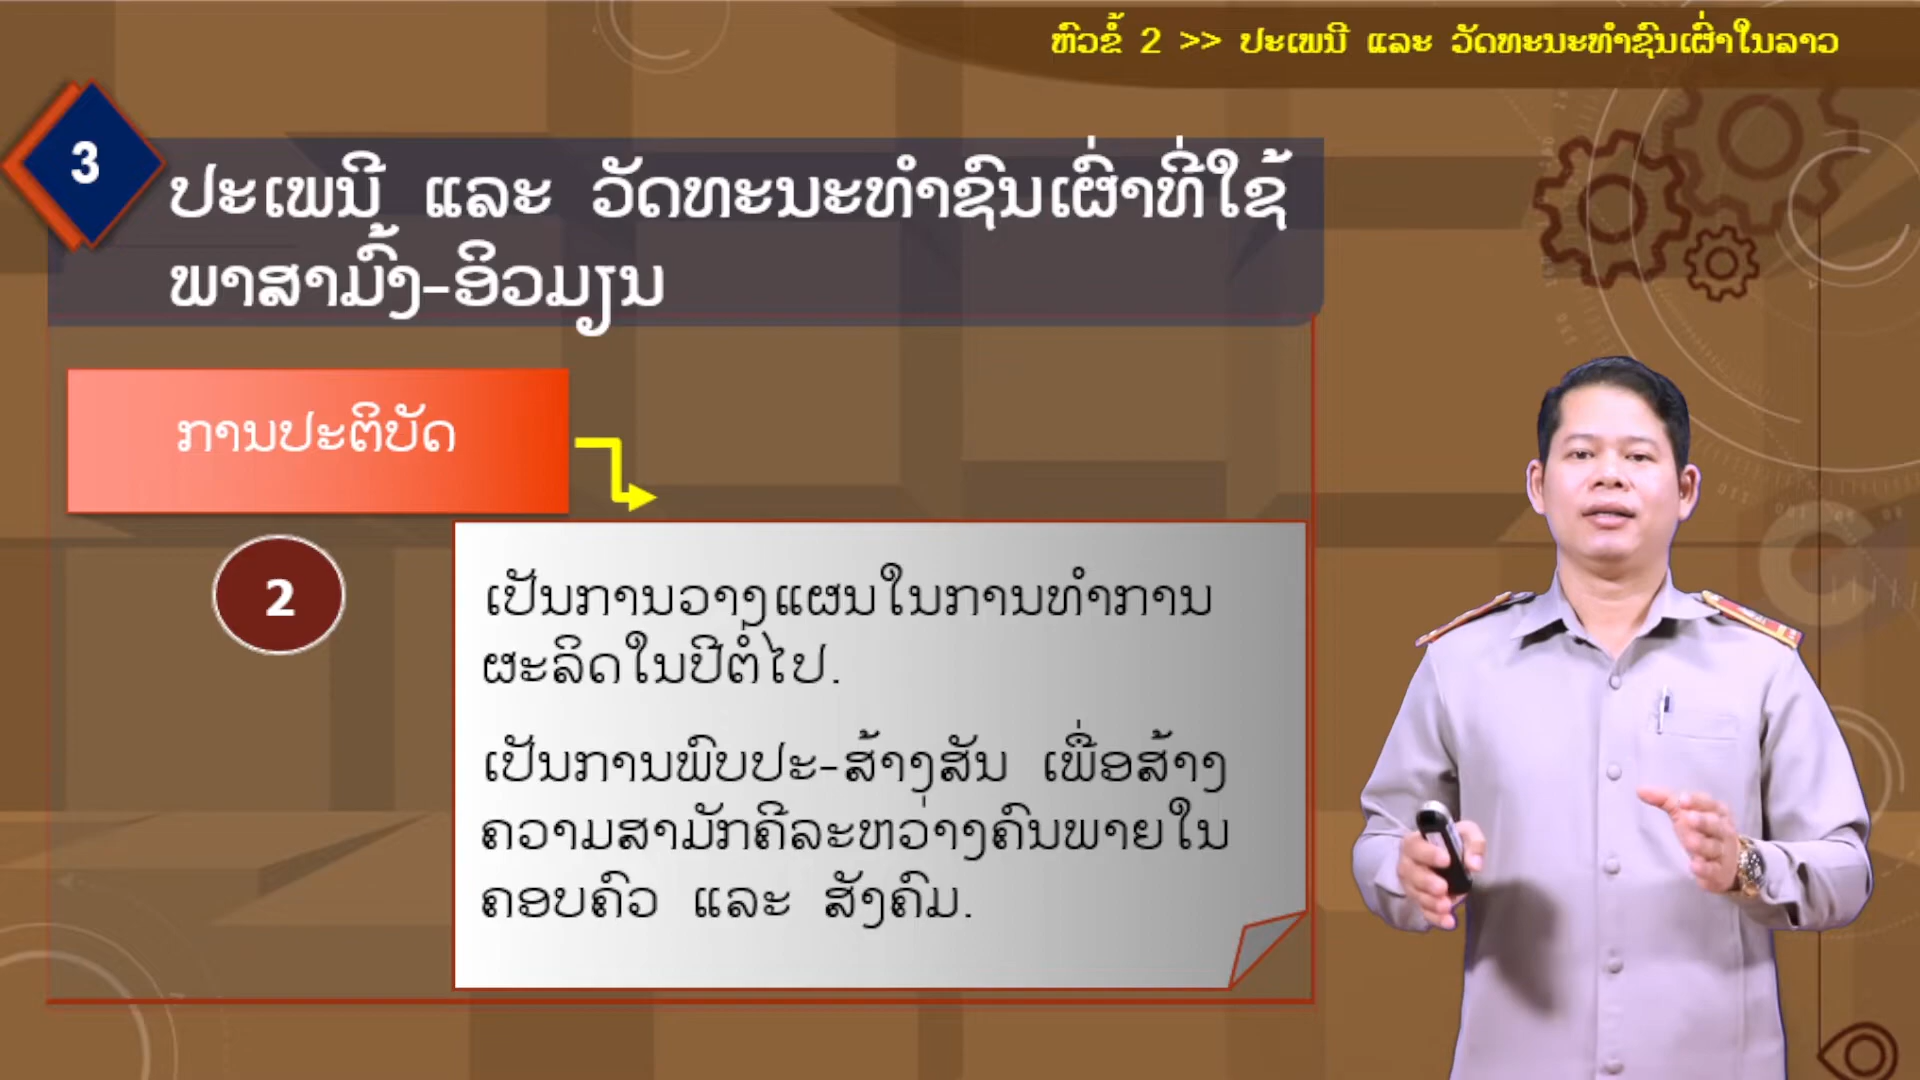 ຫົວຂໍ້ 2 >> ປະເພນີ ແລະ ວັດທະນະທຳຊົນເຜົ່າໃນລາວ
3
ປະເພນີ ແລະ ວັດທະນະທຳຊົນເຜົ່າທີ່ໃຊ້
ພາສາມົ້ງ-ອິວມຽນ
ການປະຕິບັດ
2
ເປັນການວາງແຜນໃນການທຳການ
ຜະລິດໃນປີຕໍ່ໄປ.
ເປັນການພົບປະ-ສ້າງສັນ ເພື່ອສ້າງ
ຄວາມສາມັກຄີລະຫວ່າງຄົນພາຍໃນ
ຄອບຄົວ ແລະ ສັງຄົມ.